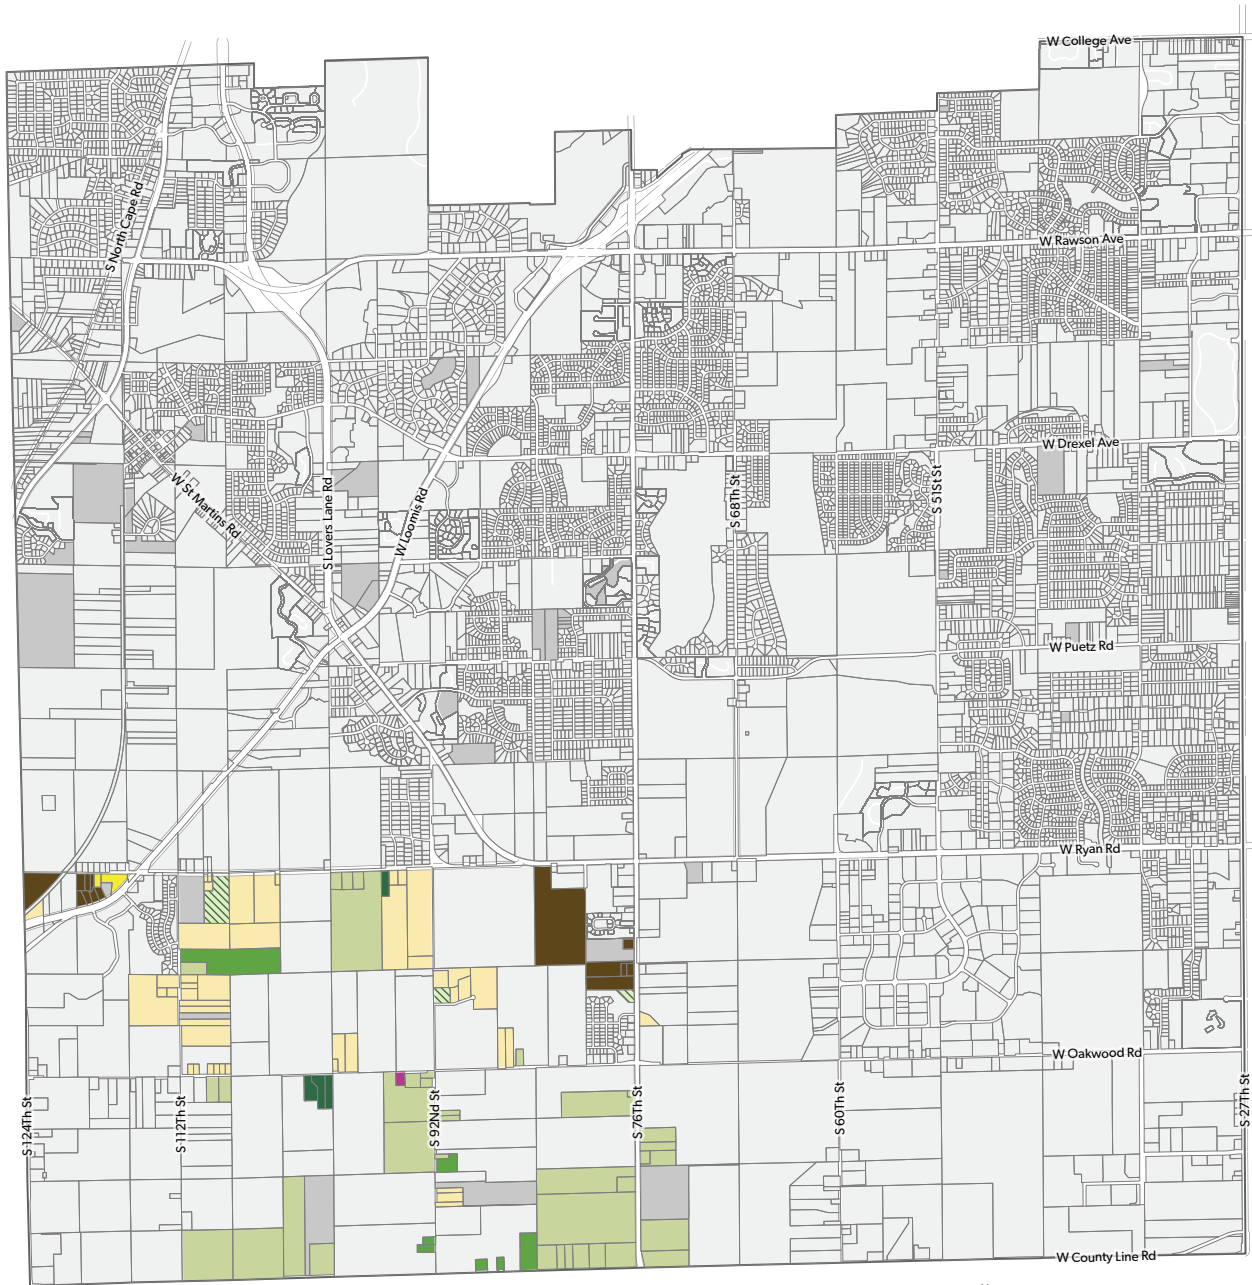 W College Ave
S North Cape Rd
W Rawson Ave
W Drexel Ave
W St Martins Rd
S Lovers Lane Rd
W Loomis Rd
S 68Th St
S 51St St
W Puetz Rd
W Ryan Rd
W Oakwood Rd
S 124Th St
S 112Th St
S 92Nd St
S 76Th St
S 60Th St
S 27Th St
W County Line Rd